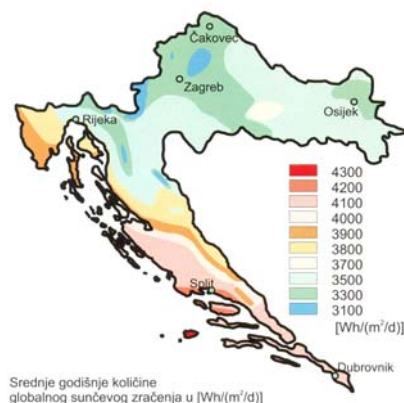 Čakovec
Zagreb
Rijeka
Osijek
4300
4200
4100
4000
3900
3800
3700
3500
3300
3100
[Wh/(m²/d)]
Split
Dubrovnik
Srednje godišnje količine
globalnog sunčevog zračenja u [Wh/(m²/d)]